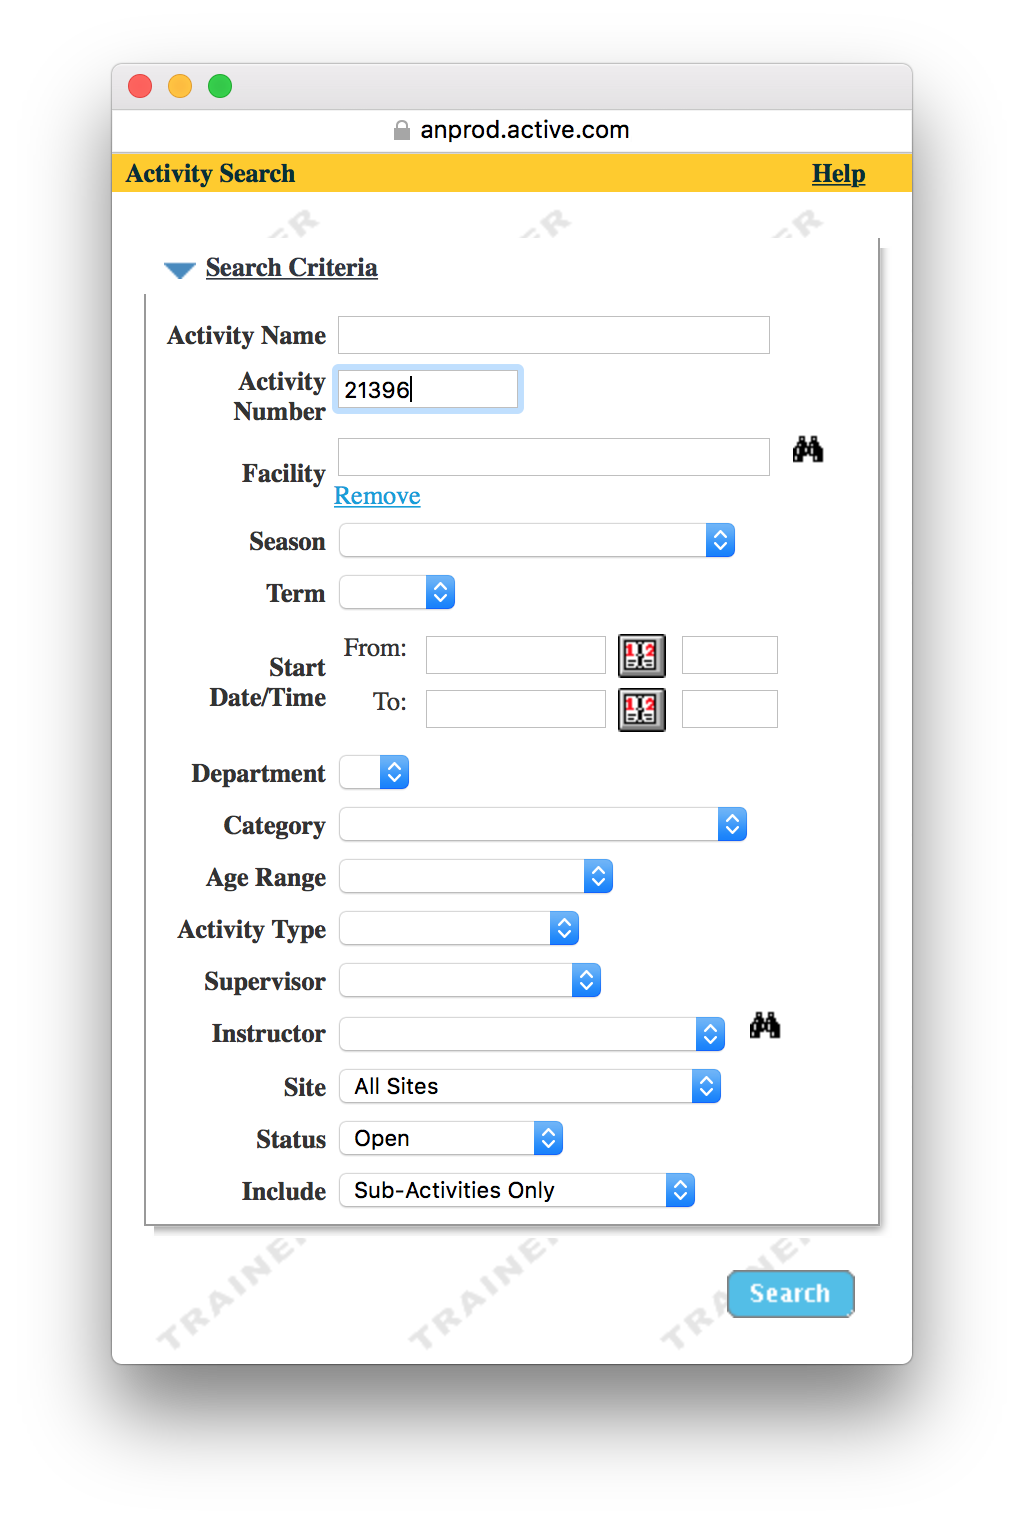 anprod.active.com
Activity Search Help
Search Criteria
Activity Name
Activity
Number
21396
Facility
Remove
Season
Term
Start
Date/Time
From:
To:
Department
Category
Age Range
Activity Type
Supervisor
Instructor
Site All Sites
Status Open
Include Sub-Activities Only
TRAINER TRAINER TRA
Search